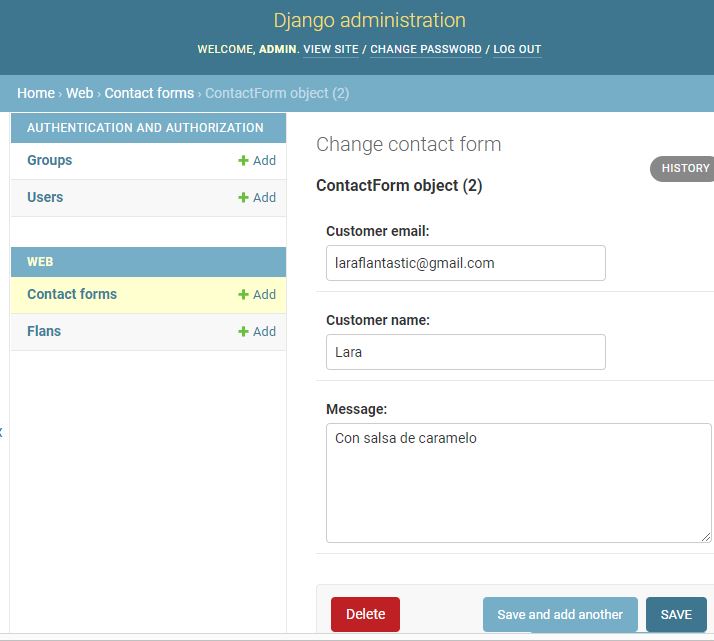 Django administration
WELCOME, ADMIN. VIEW SITE / CHANGE PASSWORD / LOG OUT
Home › Web › Contact forms › ContactForm object (2)
AUTHENTICATION AND AUTHORIZATION
Groups + Add
Users + Add
WEB
Contact forms + Add
Flans + Add
Change contact form
HISTORY
ContactForm object (2)
Customer email:
laraflantastic@gmail.com
Customer name:
Lara
Message:
Con salsa de caramelo
Delete Save and add another SAVE